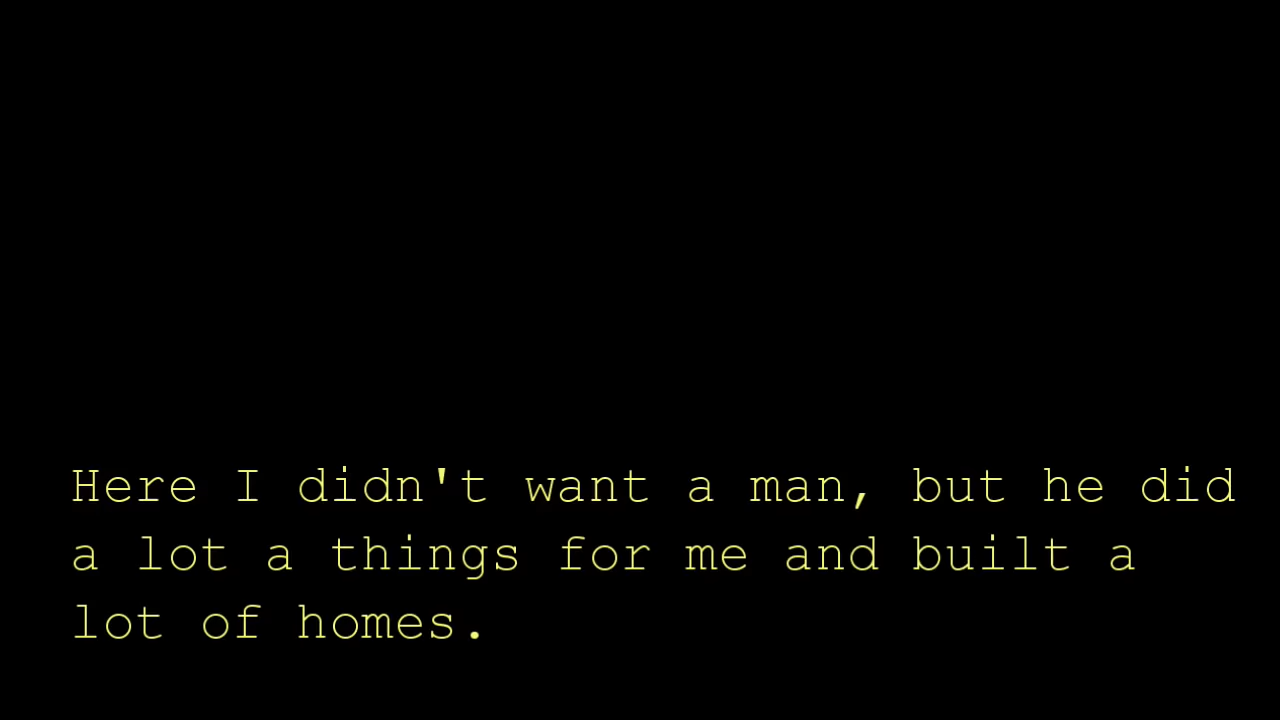 Here I didn't want a man, but he did
a lot a things for me and built a
lot of homes.